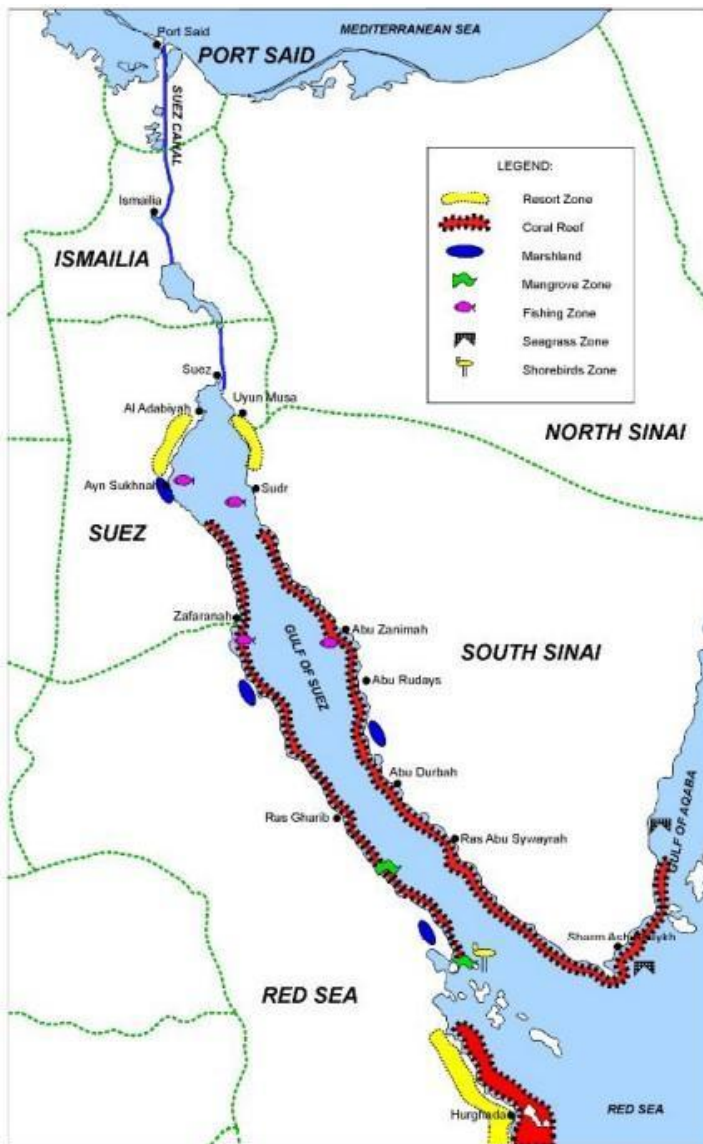 Port Said
MEDITERRANEAN SEA
PORT SAID
SUEZ CANAL
LEGEND:
Resort Zone
Coral Reef
Marshland
Mangrove Zone
Fishing Zone
Seagrass Zone
Shorebirds Zone
Ismailia
ISMAILIA
Suez
Al Adabiyah
Uyun Musa
NORTH SINAI
Ayn Sukhnah
Sudr
SUEZ
Zafaranah
Abu Zanimah
GULF OF SUEZ
SOUTH SINAI
Abu Rudays
Abu Durbah
Ras Gharib
Ras Abu Sywayrah
GULF OF AQABA
Sharm
RED SEA
RED SEA
Hurghada